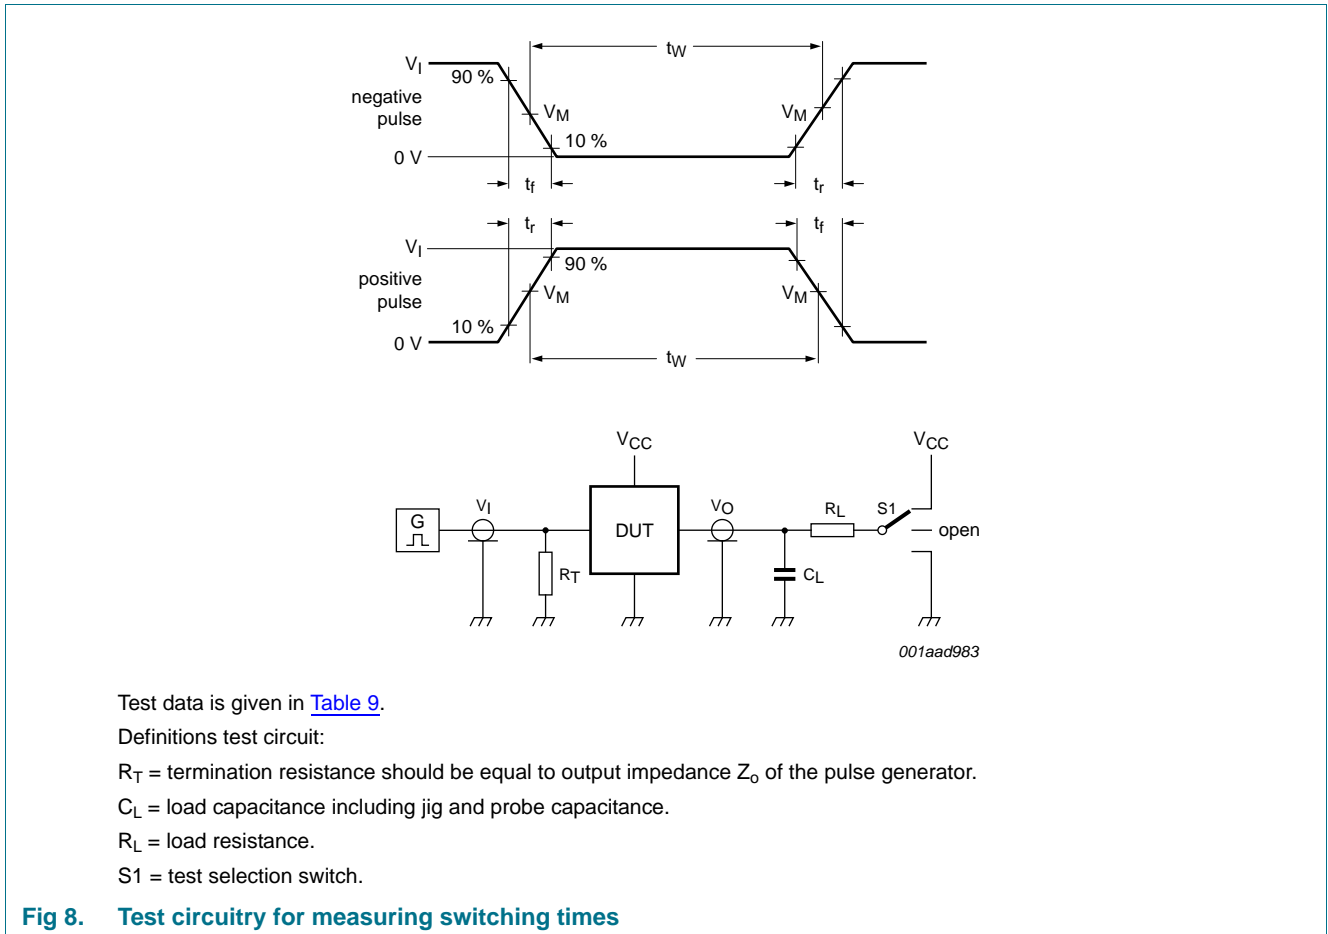 tW
VI
90 %
negative
pulse
VM
VM
10 %
0 V
tf
tr
tr
tf
VI
90 %
positive
pulse
VM
VM
10 %
0 V
tW
VCC
VCC
G
VI
DUT
VO
RL
S1
open
RT
CL
001aad983
Test data is given in Table 9.
Definitions test circuit:
RT = termination resistance should be equal to output impedance Zo of the pulse generator.
CL = load capacitance including jig and probe capacitance.
RL = load resistance.
S1 = test selection switch.
Fig 8. Test circuitry for measuring switching times